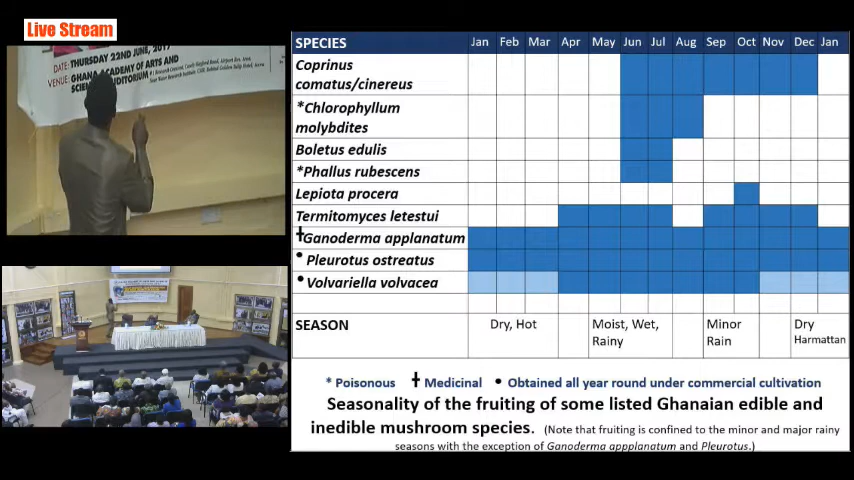 Live Stream
DATE: THURSDAY 22ND JUNE, 2017
VENUE: GHANA ACADEMY OF ARTS AND
SPECIES Jan Feb Mar Apr May Jun Jul Aug Sep Oct Nov Dec Jan
Coprinus
comatus/cinereus
*Chlorophyllum
molybdites
Boletus edulis
*Phallus rubescens
Lepiota procera
Termitomyces letestui
╋Ganoderma applanatum
• Pleurotus ostreatus
• Volvariella volvacea
SEASON Dry, Hot Moist, Wet, Minor Dry
Rainy Rain Harmattan
* Poisonous ╋ Medicinal • Obtained all year round under commercial cultivation
Seasonality of the fruiting of some listed Ghanaian edible and
inedible mushroom species. (Note that fruiting is confined to the minor and major rainy
seasons with the exception of Ganoderma appplanatum and Pleurotus.)